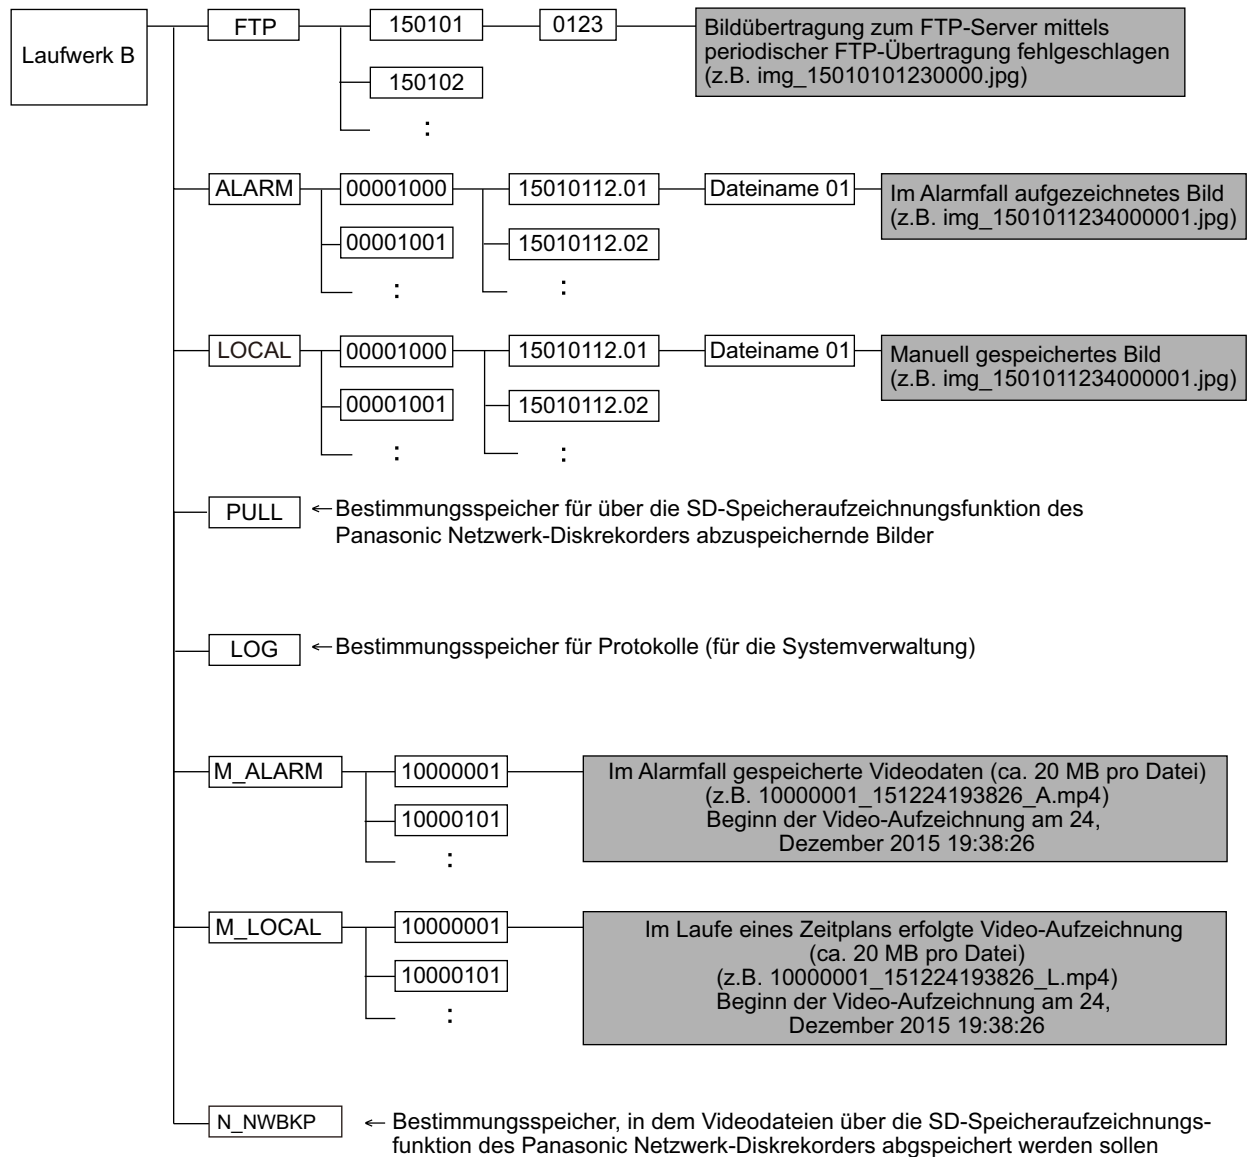 Laufwerk B
FTP
150101
0123
Bildübertragung zum FTP-Server mittels
periodischer FTP-Übertragung fehlgeschlagen
(z.B. img_15010101230000.jpg)
150102
:
ALARM
00001000
15010112.01
Dateiname 01
Im Alarmfall aufgezeichnetes Bild
(z.B. img_1501011234000001.jpg)
00001001
15010112.02
:
:
LOCAL
00001000
15010112.01
Dateiname 01
Manuell gespeichertes Bild
(z.B. img_1501011234000001.jpg)
00001001
15010112.02
:
:
PULL
←Bestimmungsspeicher für über die SD-Speicheraufzeichnungsfunktion des
Panasonic Netzwerk-Diskrekorders abzuspeichernde Bilder
LOG
←Bestimmungsspeicher für Protokolle (für die Systemverwaltung)
M_ALARM
10000001
Im Alarmfall gespeicherte Videodaten (ca. 20 MB pro Datei)
(z.B. 10000001_151224193826_A.mp4)
Beginn der Video-Aufzeichnung am 24,
Dezember 2015 19:38:26
10000101
:
M_LOCAL
10000001
Im Laufe eines Zeitplans erfolgte Video-Aufzeichnung
(ca. 20 MB pro Datei)
(z.B. 10000001_151224193826_L.mp4)
Beginn der Video-Aufzeichnung am 24,
Dezember 2015 19:38:26
10000101
:
N_NWBKP
← Bestimmungsspeicher, in dem Videodateien über die SD-Speicheraufzeichnungs-
funktion des Panasonic Netzwerk-Diskrekorders abgspeichert werden sollen